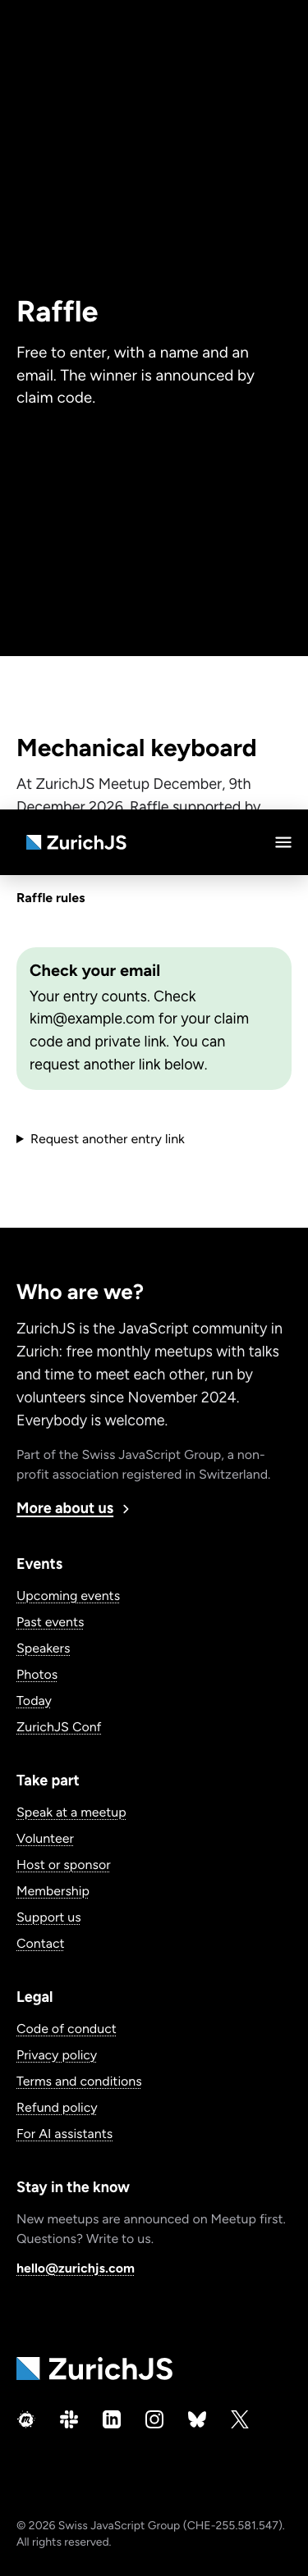 Raffle
Free to enter, with a name and an
email. The winner is announced by
claim code.
Mechanical keyboard
At ZurichJS Meetup December, 9th
December 2026. Raffle supported by
ZurichJS
Raffle rules
Check your email
Your entry counts. Check
kim@example.com for your claim
code and private link. You can
request another link below.
Request another entry link
Who are we?
ZurichJS is the JavaScript community in
Zurich: free monthly meetups with talks
and time to meet each other, run by
volunteers since November 2024.
Everybody is welcome.
Part of the Swiss JavaScript Group, a non-
profit association registered in Switzerland.
More about us
Events
Upcoming events
Past events
Speakers
Photos
Today
ZurichJS Conf
Take part
Speak at a meetup
Volunteer
Host or sponsor
Membership
Support us
Contact
Legal
Code of conduct
Privacy policy
Terms and conditions
Refund policy
For AI assistants
Stay in the know
New meetups are announced on Meetup first.
Questions? Write to us.
hello@zurichjs.com
ZurichJS
© 2026 Swiss JavaScript Group (CHE-255.581.547).
All rights reserved.